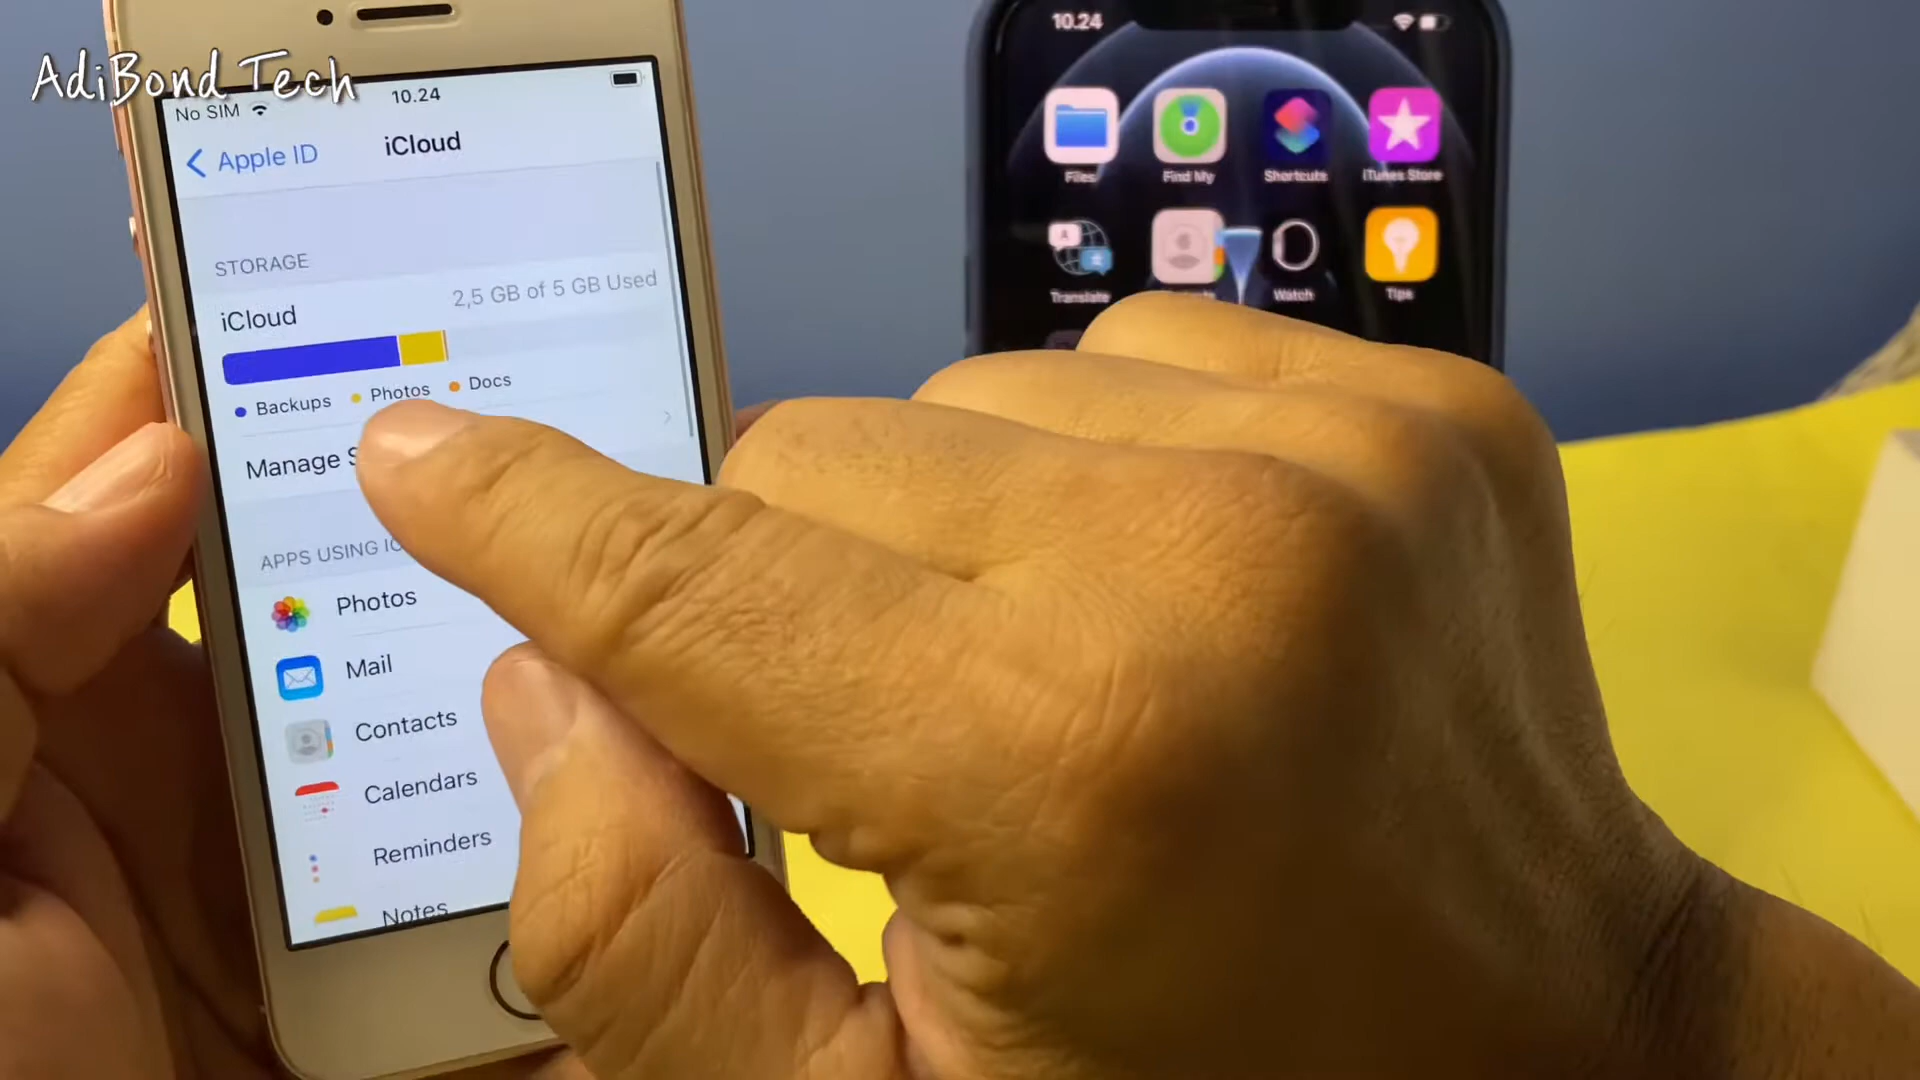 AdiBond Tech
No SIM
10.24
Apple ID
iCloud
STORAGE
iCloud
2,5 GB of 5 GB Used
Backups
Photos
Docs
Manage
APPS USING
Photos
Mail
Contacts
Calendars
Reminders
Notes
10.24
Files
Find My
Shortcuts
iTunes Store
Translate
Watch
Tips